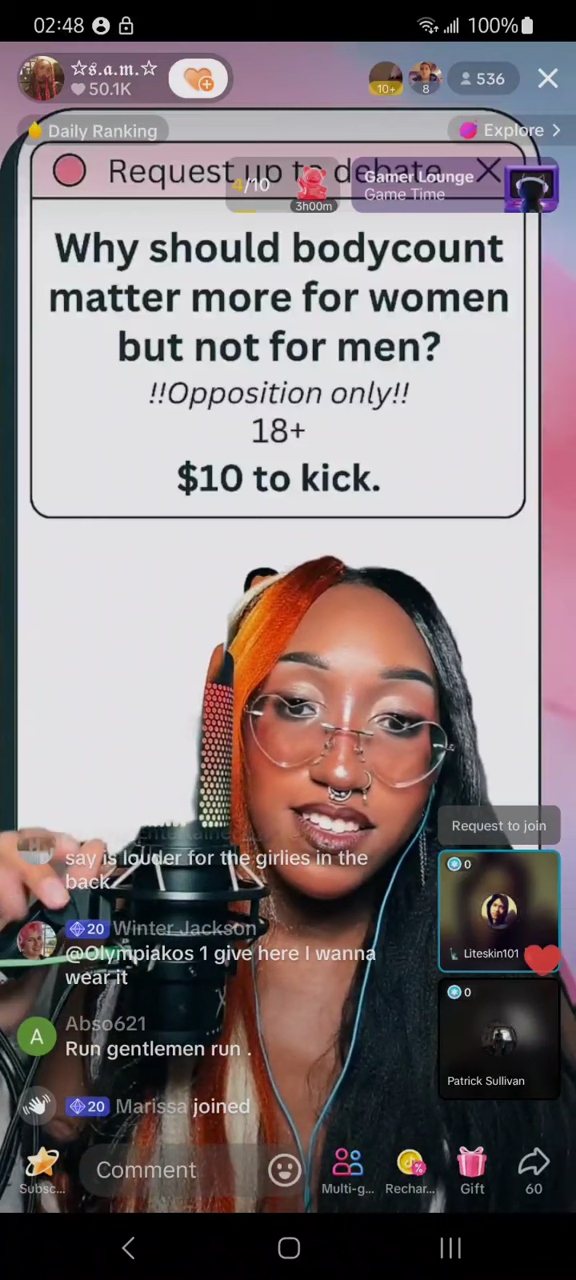 02:48
100%
☆𝖘.𝖆.𝖒.☆
50.1K
10+
8
536
Daily Ranking
Explore >
Request up to debate
4/10
3h00m
Gamer Lounge
Game Time
Why should bodycount
matter more for women
but not for men?
!!Opposition only!!
18+
$10 to kick.
Request to join
say is louder for the girlies in the
back
0
Liteskin101
20 Winter Jackson
@Olympiakos 1 give here I wanna
wear it
0
Patrick Sullivan
A
Abso621
Run gentlemen run .
20 Marissa joined
Subsc...
Comment
Multi-g...
Rechar...
Gift
60